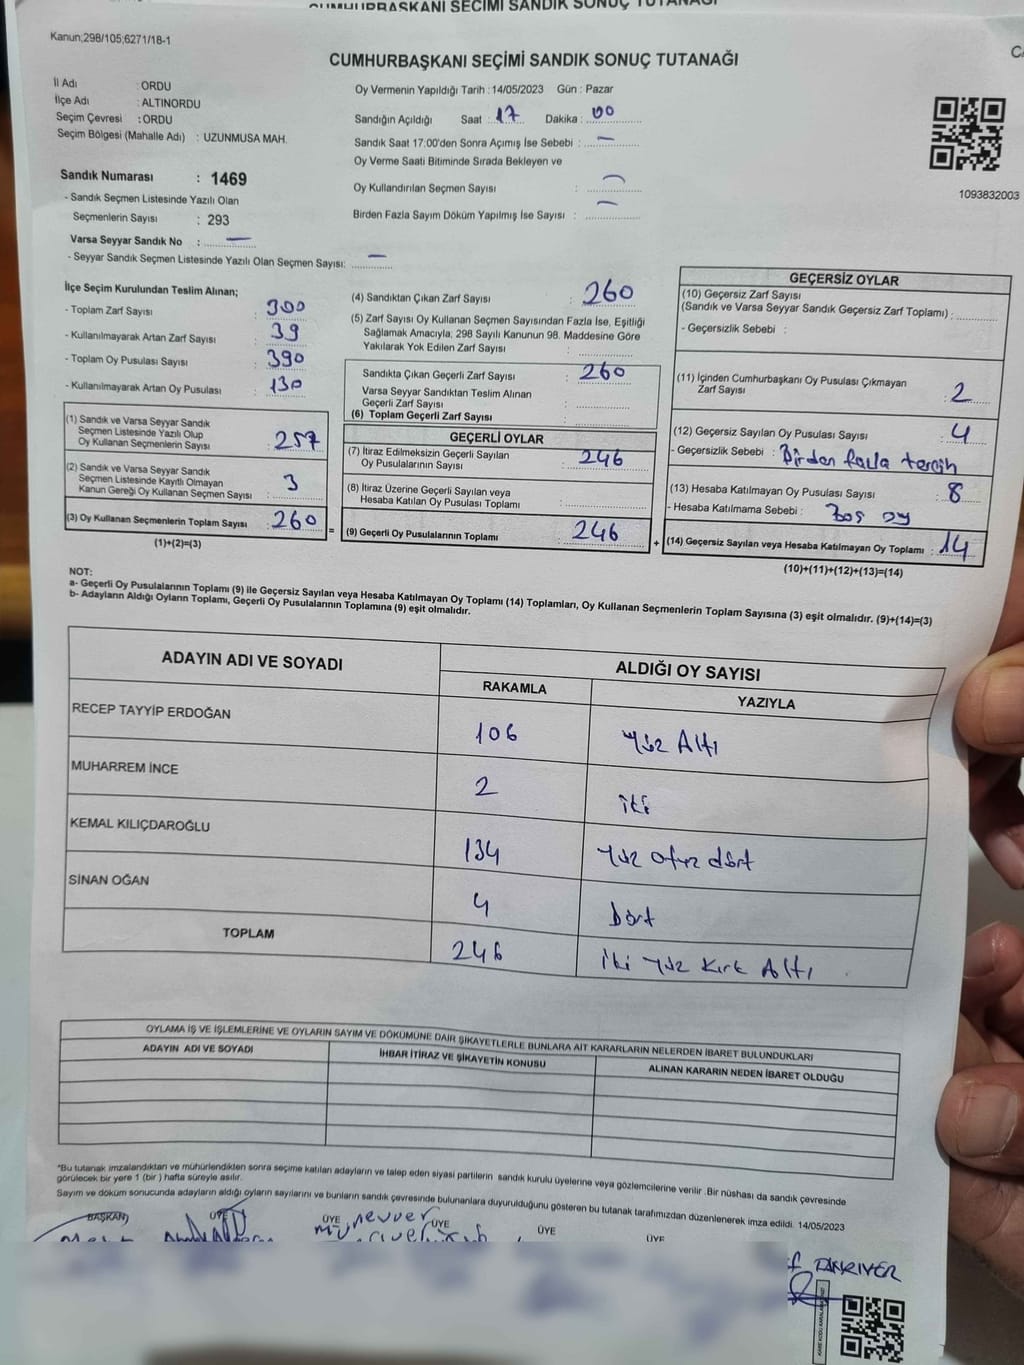 CUMHURBAŞKANI SEÇİMİ SANDIK SONUÇ TUTANAĞI
Kanun;298/105;6271/18-1
CUMHURBAŞKANI SEÇİMİ SANDIK SONUÇ TUTANAĞI
İl Adı : ORDU
İlçe Adı : ALTINORDU
Seçim Çevresi : ORDU
Seçim Bölgesi (Mahalle Adı) : UZUNMUSA MAH.
Oy Vermenin Yapıldığı Tarih : 14/05/2023 Gün : Pazar
Sandığın Açıldığı Saat : 17 Dakika : 00
Sandık Saat 17:00'den Sonra Açımış İse Sebebi : —
Oy Verme Saati Bitiminde Sırada Bekleyen ve
Oy Kullandırılan Seçmen Sayısı : —
Birden Fazla Sayım Döküm Yapılmış İse Sayısı : —
1093832003
Sandık Numarası : 1469
- Sandık Seçmen Listesinde Yazılı Olan
Seçmenlerin Sayısı : 293
Varsa Seyyar Sandık No : —
- Seyyar Sandık Seçmen Listesinde Yazılı Olan Seçmen Sayısı: —
İlçe Seçim Kurulundan Teslim Alınan;
- Toplam Zarf Sayısı : 300
- Kullanılmayarak Artan Zarf Sayısı : 39
- Toplam Oy Pusulası Sayısı : 390
- Kullanılmayarak Artan Oy Pusulası : 130
(1) Sandık ve Varsa Seyyar Sandık
Seçmen Listesinde Yazılı Olup
Oy Kullanan Seçmenlerin Sayısı : 257
(2) Sandık ve Varsa Seyyar Sandık
Seçmen Listesinde Kayıtlı Olmayan
Kanun Gereği Oy Kullanan Seçmen Sayısı : 3
(3) Oy Kullanan Seçmenlerin Toplam Sayısı : 260 =
(1)+(2)=(3)
(4) Sandıktan Çıkan Zarf Sayısı : 260
(5) Zarf Sayısı Oy Kullanan Seçmen Sayısından Fazla İse, Eşitliği
Sağlamak Amacıyla, 298 Sayılı Kanunun 98. Maddesine Göre
Yakılarak Yok Edilen Zarf Sayısı :
Sandıkta Çıkan Geçerli Zarf Sayısı : 260
Varsa Seyyar Sandıktan Teslim Alınan
Geçerli Zarf Sayısı :
(6) Toplam Geçerli Zarf Sayısı
GEÇERLİ OYLAR
(7) İtiraz Edilmeksizin Geçerli Sayılan
Oy Pusulalarının Sayısı : 246
(8) İtiraz Üzerine Geçerli Sayılan veya
Hesaba Katılan Oy Pusulası Toplamı :
(9) Geçerli Oy Pusulalarının Toplamı : 246 +
GEÇERSİZ OYLAR
(10) Geçersiz Zarf Sayısı
(Sandık ve Varsa Seyyar Sandık Geçersiz Zarf Toplamı) :
- Geçersizlik Sebebi :
(11) İçinden Cumhurbaşkanı Oy Pusulası Çıkmayan
Zarf Sayısı : 2
(12) Geçersiz Sayılan Oy Pusulası Sayısı : 4
- Geçersizlik Sebebi : Birden fazla tercih
(13) Hesaba Katılmayan Oy Pusulası Sayısı : 8
- Hesaba Katılmama Sebebi : Boş oy
(14) Geçersiz Sayılan veya Hesaba Katılmayan Oy Toplamı : 14
(10)+(11)+(12)+(13)=(14)
NOT:
a- Geçerli Oy Pusulalarının Toplamı (9) ile Geçersiz Sayılan veya Hesaba Katılmayan Oy Toplamı (14) Toplamları, Oy Kullanan Seçmenlerin Toplam Sayısına (3) eşit olmalıdır. (9)+(14)=(3)
b- Adayların Aldığı Oyların Toplamı, Geçerli Oy Pusulalarının Toplamına (9) eşit olmalıdır.
ADAYIN ADI VE SOYADI ALDIĞI OY SAYISI
RAKAMLA YAZIYLA
RECEP TAYYİP ERDOĞAN 106 Yüz Altı
MUHARREM İNCE 2 iki
KEMAL KILIÇDAROĞLU 134 Yüz otuz dört
SİNAN OĞAN 4 Dört
TOPLAM 246 iki Yüz Kırk Altı
OYLAMA İŞ VE İŞLEMLERİNE VE OYLARIN SAYIM VE DÖKÜMÜNE DAİR ŞİKAYETLERLE BUNLARA AİT KARARLARIN NELERDEN İBARET BULUNDUKLARI
ADAYIN ADI VE SOYADI İHBAR İTİRAZ VE ŞİKAYETİN KONUSU ALINAN KARARIN NEDEN İBARET OLDUĞU
*Bu tutanak imzalandıktan ve mühürlendikten sonra seçime katılan adayların ve talep eden siyasi partilerin sandık kurulu üyelerine veya gözlemcilerine verilir .Bir nüshası da sandık çevresinde
görülecek bir yere 1 (bir ) hafta süreyle asılır.
Sayım ve döküm sonucunda adayların aldığı oyların sayılarını ve bunların sandık çevresinde bulunanlara duyurulduğunu gösteren bu tutanak tarafımızdan düzenlenerek imza edildi. 14/05/2023
BAŞKAN) ÜYE ÜYE ÜYE ÜYE ÜYE